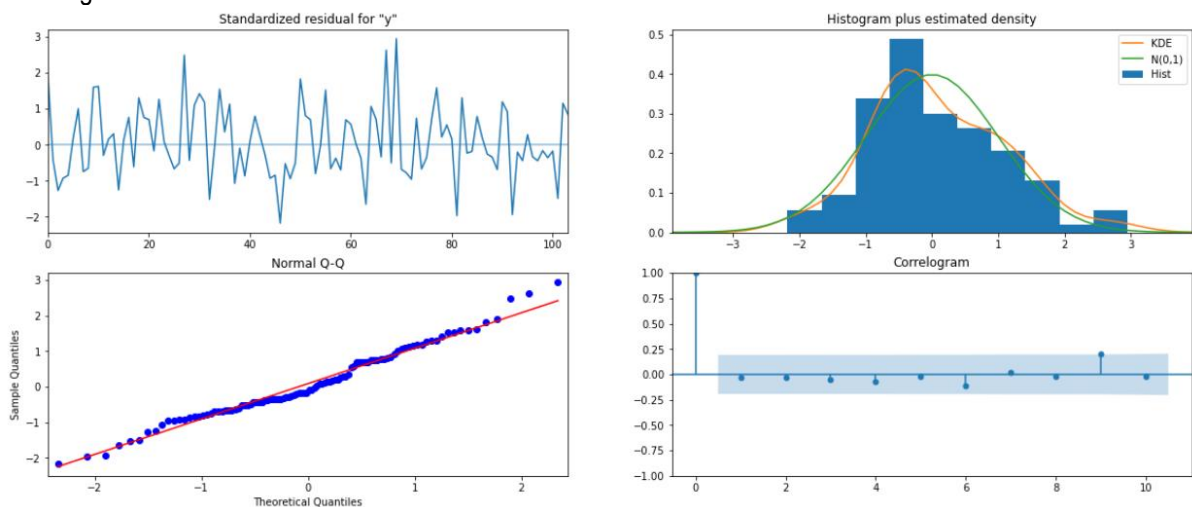 Standardized residual for "y"
3
2
1
0
−1
−2
0 20 40 60 80 100
Histogram plus estimated density
KDE
N(0,1)
Hist
0.5
0.4
0.3
0.2
0.1
0.0
−3 −2 −1 0 1 2 3
Normal Q-Q
Sample Quantiles
3
2
1
0
−1
−2
−2 −1 0 1 2
Theoretical Quantiles
Correlogram
1.00
0.75
0.50
0.25
0.00
−0.25
−0.50
−0.75
−1.00
0 2 4 6 8 10